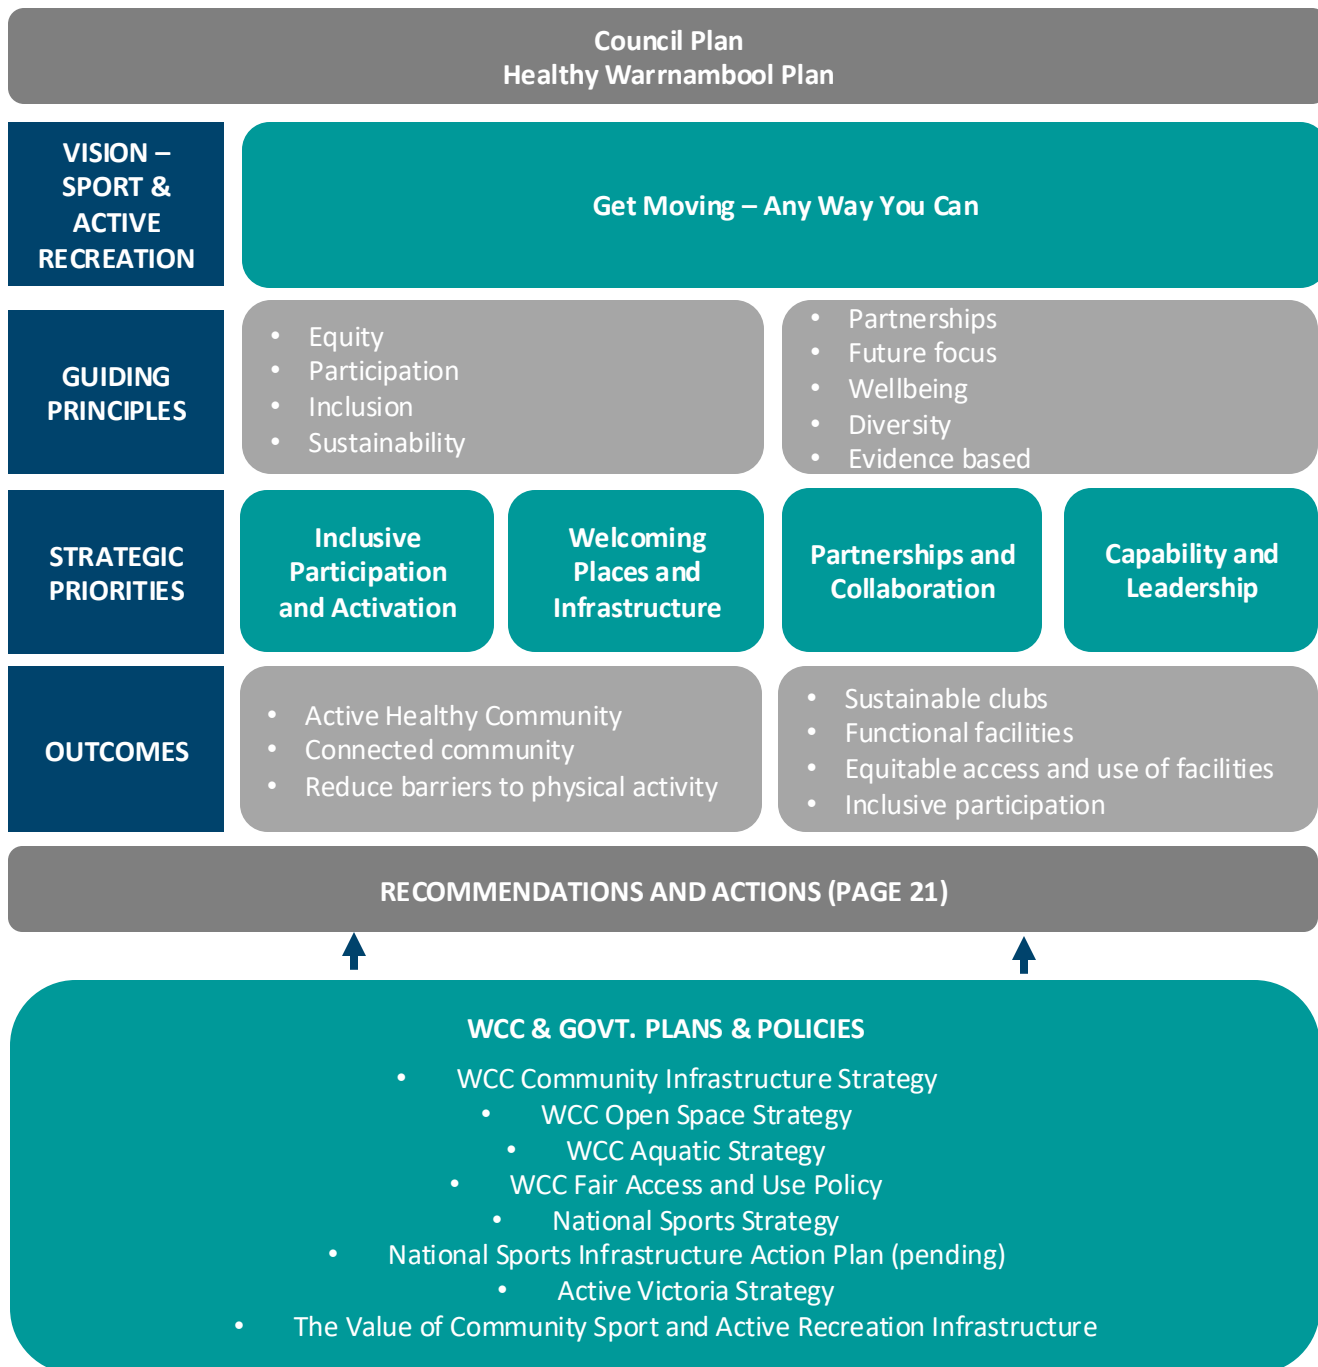 Council Plan
Healthy Warrnambool Plan
VISION –
SPORT &
ACTIVE
RECREATION
Get Moving – Any Way You Can
GUIDING
PRINCIPLES
• Equity
• Participation
• Inclusion
• Sustainability
• Partnerships
• Future focus
• Wellbeing
• Diversity
• Evidence based
STRATEGIC
PRIORITIES
Inclusive
Participation
and Activation
Welcoming
Places and
Infrastructure
Partnerships and
Collaboration
Capability and
Leadership
OUTCOMES
• Active Healthy Community
• Connected community
• Reduce barriers to physical activity
• Sustainable clubs
• Functional facilities
• Equitable access and use of facilities
• Inclusive participation
RECOMMENDATIONS AND ACTIONS (PAGE 21)
WCC & GOVT. PLANS & POLICIES
• WCC Community Infrastructure Strategy
• WCC Open Space Strategy
• WCC Aquatic Strategy
• WCC Fair Access and Use Policy
• National Sports Strategy
• National Sports Infrastructure Action Plan (pending)
• Active Victoria Strategy
• The Value of Community Sport and Active Recreation Infrastructure